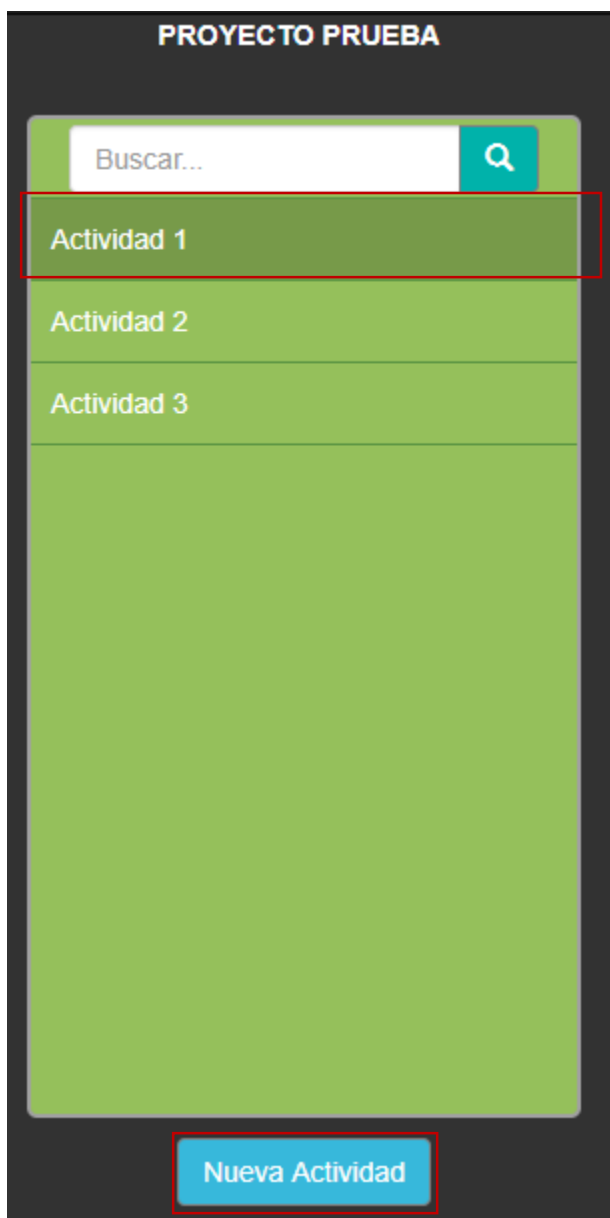 PROYECTO PRUEBA
Buscar...
Actividad 1
Actividad 2
Actividad 3
Nueva Actividad